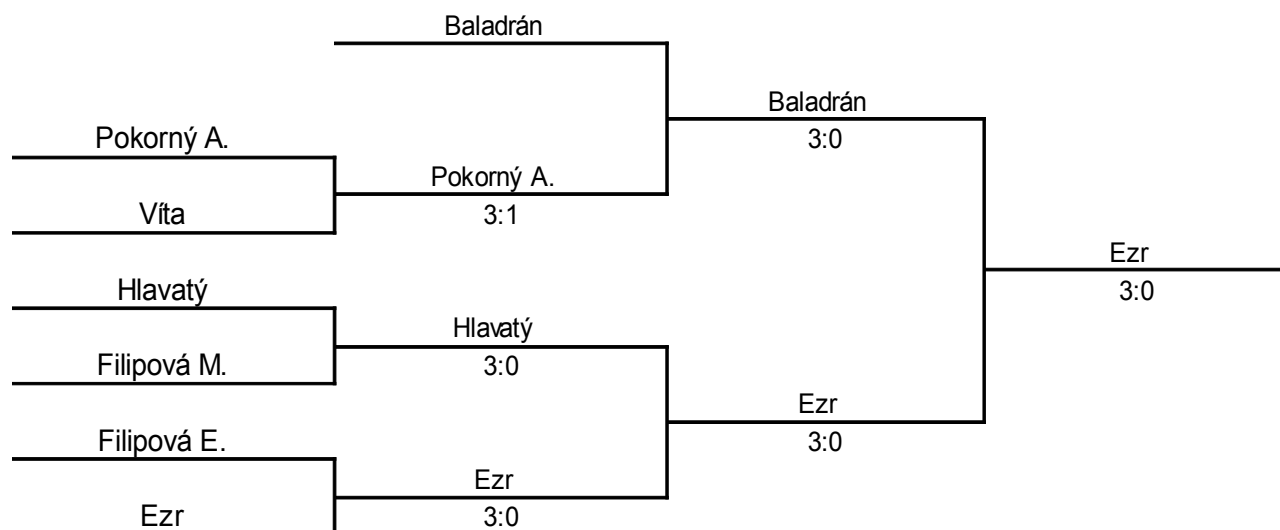 Baladrán
Baladrán
3:0
Pokorný A.
Pokorný A.
3:1
Víta
Ezr
3:0
Hlavatý
Hlavatý
3:0
Filipová M.
Ezr
3:0
Filipová E.
Ezr
3:0
Ezr